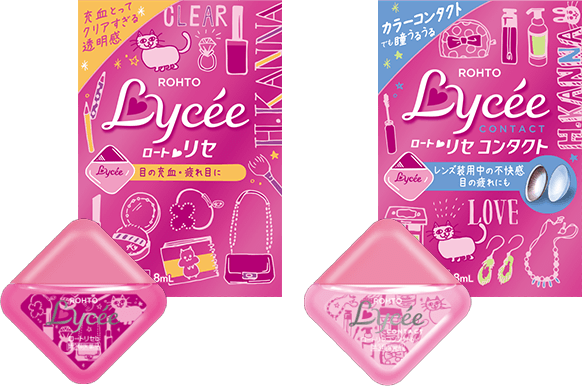 充血とって
クリアすぎる
透明感
CLEAR
H.KANNA
ROHTO
Lycée
ロート リセ
Lycée
目の充血・疲れ目に
8mL
ROHTO
Lycée
ロートリセb
カラーコンタクト
でも瞳うるうる
H.KANNA
ROHTO
Lycée
CONTACT
ロート リセ コンタクト
Lycée
レンズ装用中の不快感
目の疲れにも
LOVE
8mL
ROHTO
Lycée